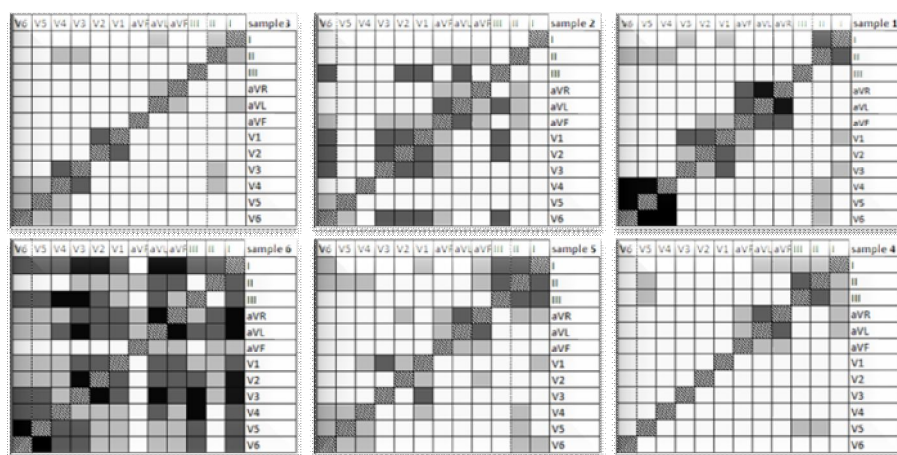 V6 V5 V4 V3 V2 V1 aVF aVL aVF III II I sample 3
I
II
III
aVR
aVL
aVF
V1
V2
V3
V4
V5
V6
V6 V5 V4 V3 V2 V1 aVF aVL aVF III II I sample 2
I
II
III
aVR
aVL
aVF
V1
V2
V3
V4
V5
V6
V6 V5 V4 V3 V2 V1 aVF aVL aVR III II I sample 1
I
II
III
aVR
aVL
aVF
V1
V2
V3
V4
V5
V6
V6 V5 V4 V3 V2 V1 aVF aVL aVF III II I sample 6
I
II
III
aVR
aVL
aVF
V1
V2
V3
V4
V5
V6
V6 V5 V4 V3 V2 V1 aVF aVL aVF III II I sample 5
I
II
III
aVR
aVL
aVF
V1
V2
V3
V4
V5
V6
V6 V5 V4 V3 V2 V1 aVF aVL aVF III II I sample 4
I
II
III
aVR
aVL
aVF
V1
V2
V3
V4
V5
V6